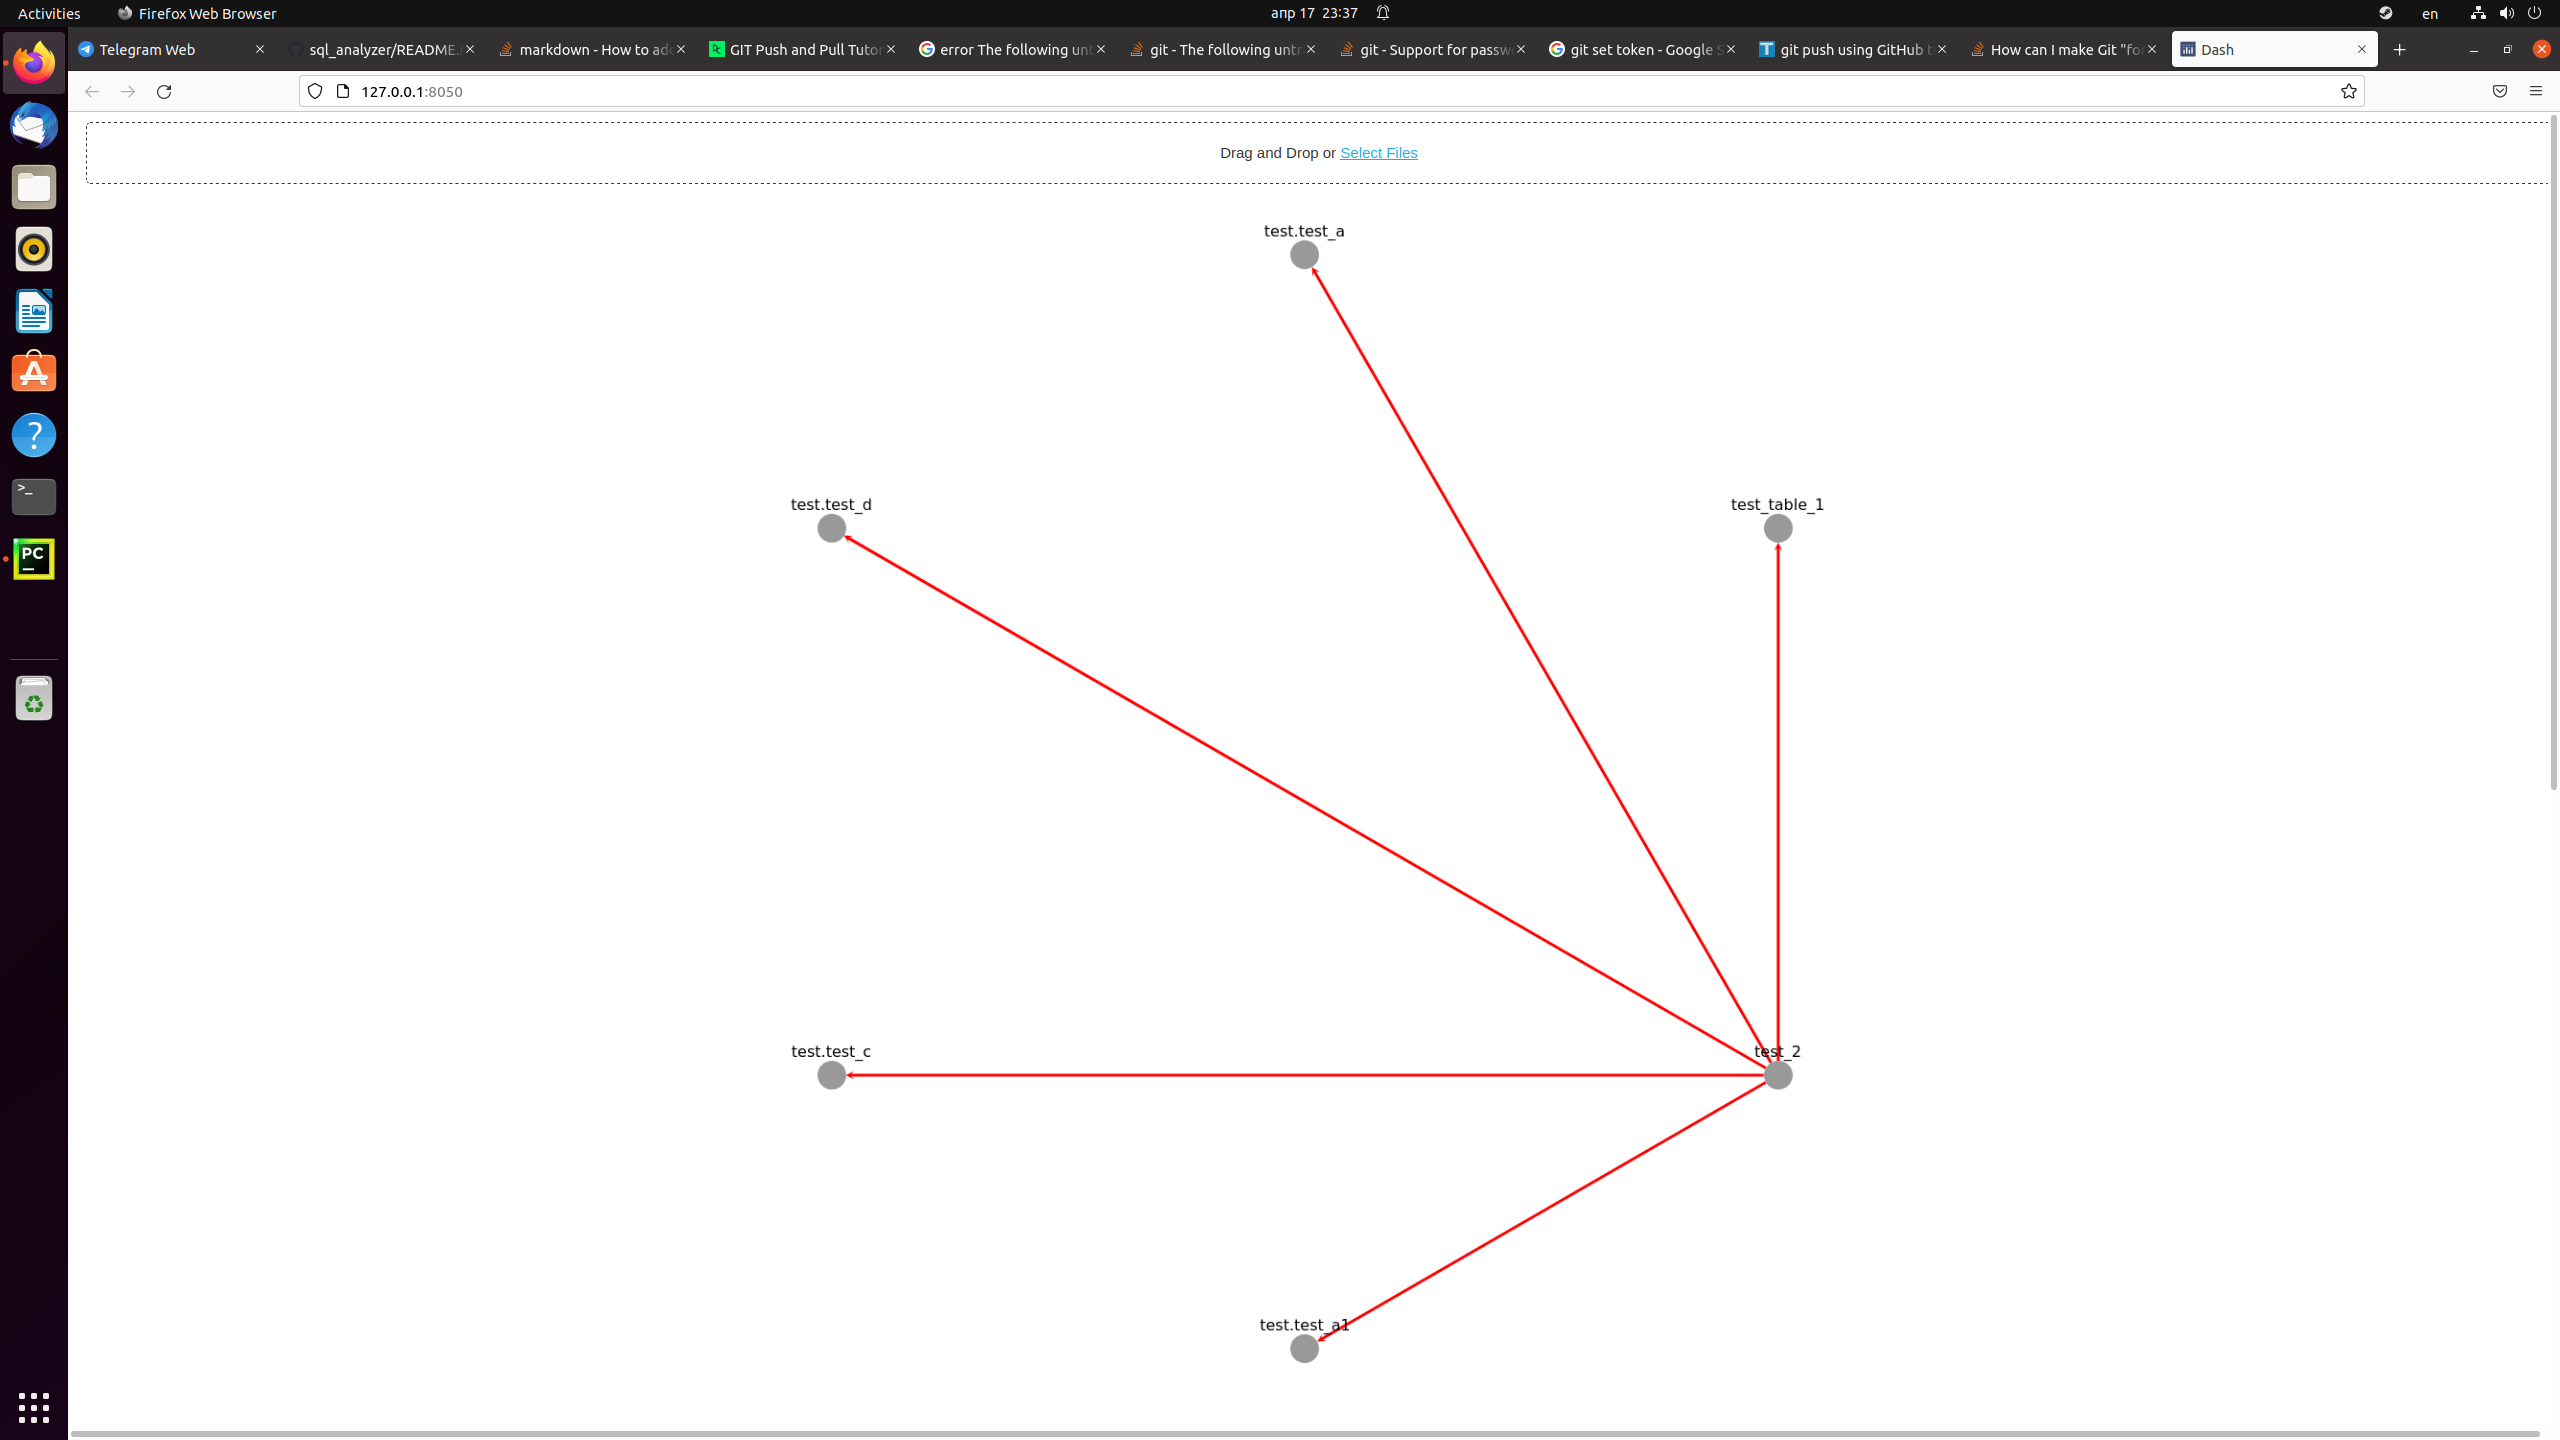 Activities
Firefox Web Browser
апр 17 23:37
en
Telegram Web
sql_analyzer/README.
markdown - How to ad
GIT Push and Pull Tutor
error The following un
git - The following untr
git - Support for passw
git set token - Google S
git push using GitHub t
How can I make Git "fo
Dash
127.0.0.1:8050
Drag and Drop or Select Files
test.test_a
test.test_d
test_table_1
test.test_c
test_2
test.test_a1
PC